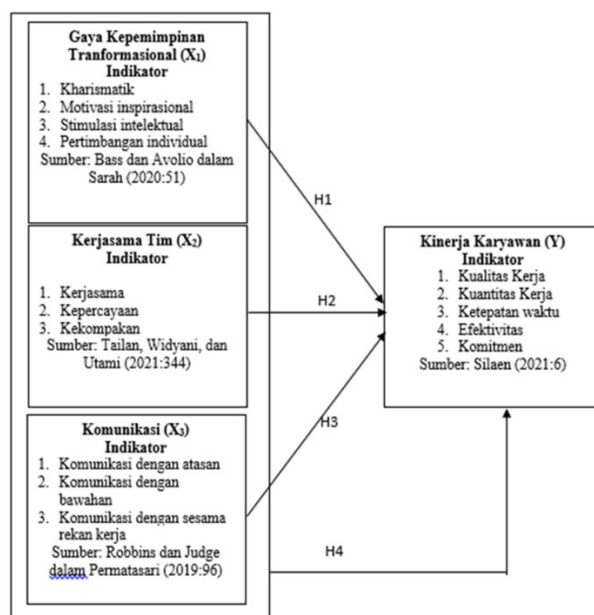 Gaya Kepemimpinan
Tranformasional (X₁)
Indikator
1. Kharismatik
2. Motivasi inspirasional
3. Stimulasi intelektual
4. Pertimbangan individual
Sumber: Bass dan Avolio dalam
Sarah (2020:51)
H1
Kerjasama Tim (X₂)
Indikator
1. Kerjasama
2. Kepercayaan
3. Kekompakan
Sumber: Tailan, Widyani, dan
Utami (2021:344)
H2
Komunikasi (X₃)
Indikator
1. Komunikasi dengan atasan
2. Komunikasi dengan
bawahan
3. Komunikasi dengan sesama
rekan kerja
Sumber: Robbins dan Judge
dalam Permatasari (2019:96)
H3
H4
Kinerja Karyawan (Y)
Indikator
1. Kualitas Kerja
2. Kuantitas Kerja
3. Ketepatan waktu
4. Efektivitas
5. Komitmen
Sumber: Silaen (2021:6)